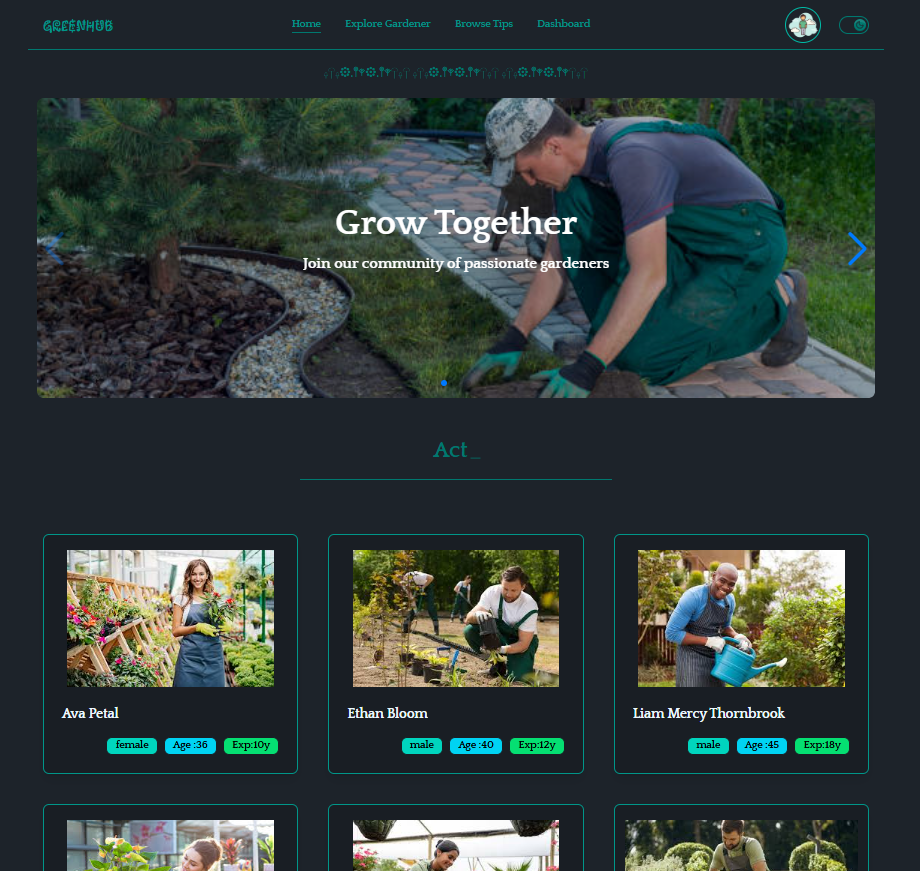 GREENHUB
Home Explore Gardener Browse Tips Dashboard
Grow Together
Join our community of passionate gardeners
Act_
Ava Petal
female Age :36 Exp:10y
Ethan Bloom
male Age :40 Exp:12y
Liam Mercy Thornbrook
male Age :45 Exp:18y